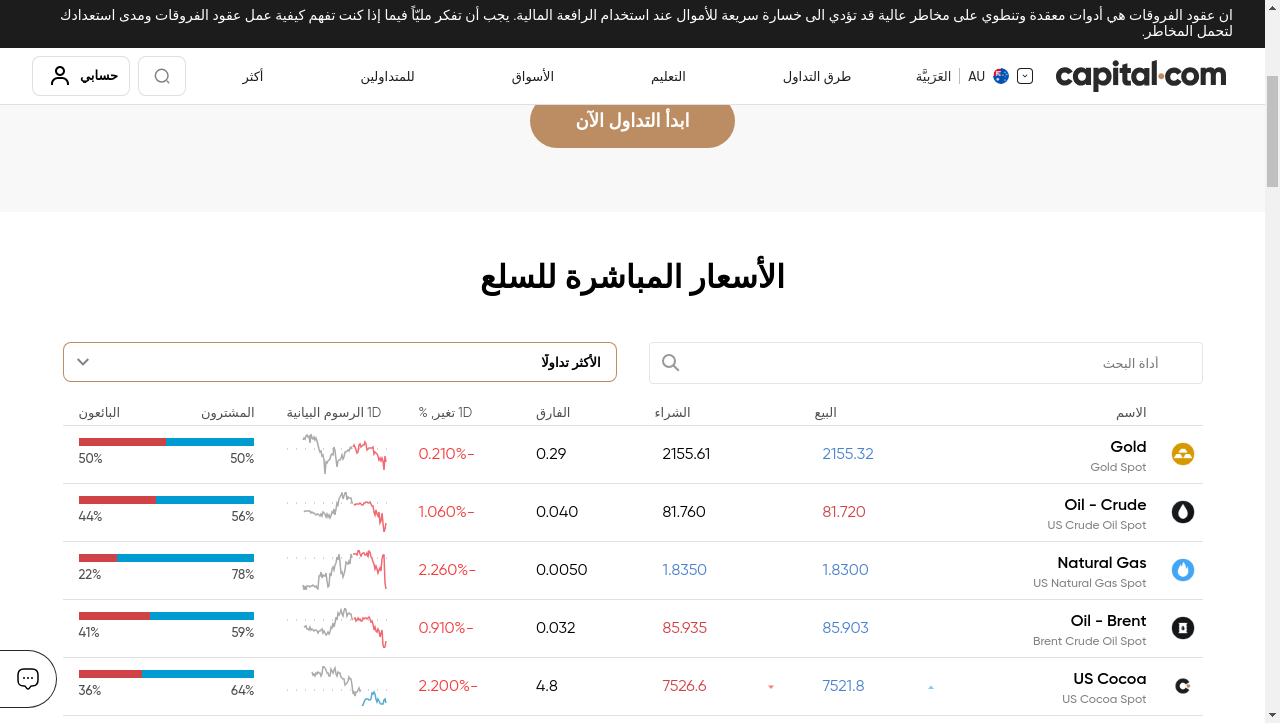 ان عقود الفروقات هي أدوات معقدة وتنطوي على مخاطر عالية قد تؤدي الى خسارة سريعة للأموال عند استخدام الرافعة المالية. يجب أن تفكر مليّاً فيما إذا كنت تفهم كيفية عمل عقود الفروقات ومدى استعدادك
لتحمل المخاطر.
capital.com
AU العَرَبِيَّة
طرق التداول
التعليم
الأسواق
للمتداولين
أكثر
حسابي
ابدأ التداول الآن
الأسعار المباشرة للسلع
أداة البحث
الأكثر تداولًا
الاسم البيع الشراء الفارق 1D تغير, % 1D الرسوم البيانية المشترون البائعون
Gold 2155.32 2155.61 0.29 -0.210% 50% 50%
Gold Spot
Oil - Crude 81.720 81.760 0.040 -1.060% 56% 44%
US Crude Oil Spot
Natural Gas 1.8300 1.8350 0.0050 -2.260% 78% 22%
US Natural Gas Spot
Oil - Brent 85.903 85.935 0.032 -0.910% 59% 41%
Brent Crude Oil Spot
US Cocoa 7521.8 7526.6 4.8 -2.200% 64% 36%
US Cocoa Spot